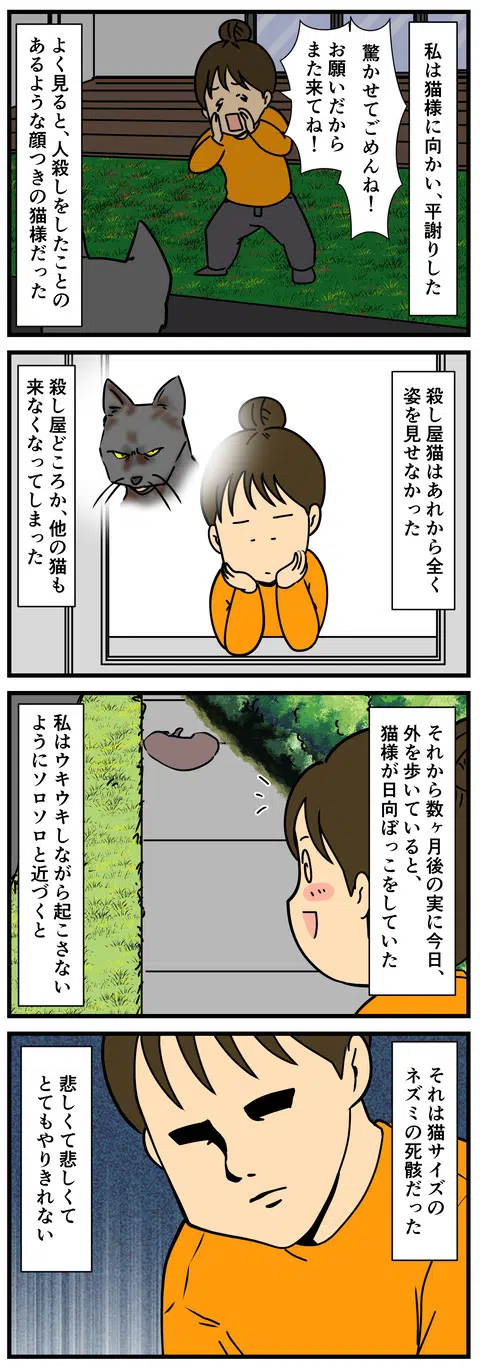 私は猫様に向かい、平謝りした
驚かせてごめんね！
お願いだから
また来てね！
よく見ると、人殺しをしたことの
あるような顔つきの猫様だった
殺し屋猫はあれから全く
姿を見せなかった
殺し屋どころか、他の猫も
来なくなってしまった
それから数ヶ月後の実に今日、
外を歩いていると、
猫様が日向ぼっこをしていた
私はウキウキしながら起こさない
ようにソロソロと近づくと
それは猫サイズの
ネズミの死骸だった
悲しくて悲しくて
とてもやりきれない